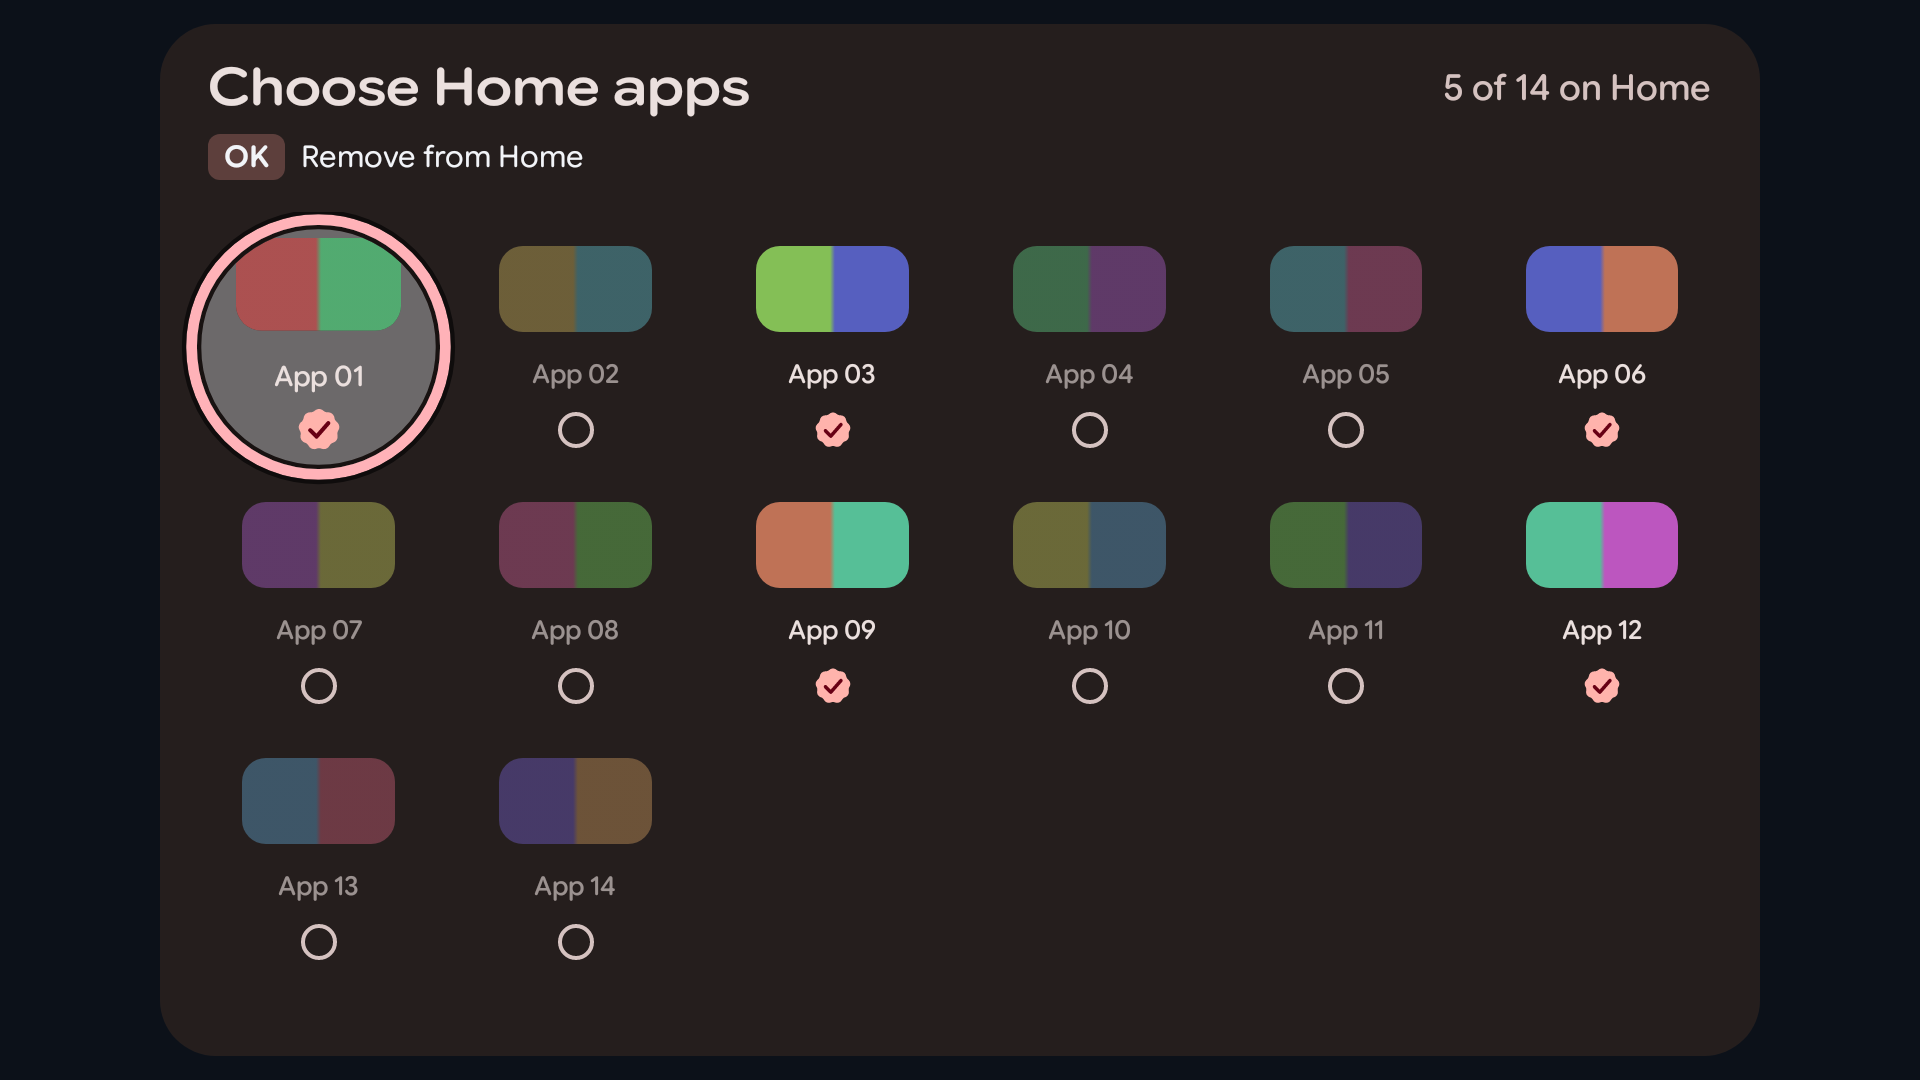 Choose Home apps
5 of 14 on Home
OK Remove from Home
App 01
App 02
App 03
App 04
App 05
App 06
App 07
App 08
App 09
App 10
App 11
App 12
App 13
App 14